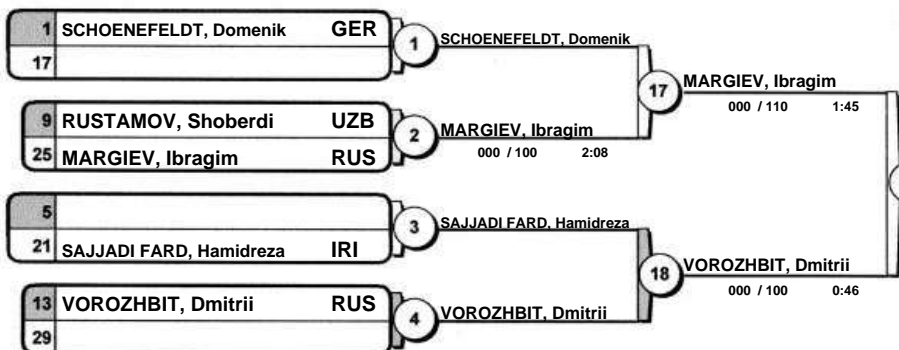 1 SCHOENEFELDT, Domenik GER
17
1
SCHOENEFELDT, Domenik
9 RUSTAMOV, Shoberdi UZB
25 MARGIEV, Ibragim RUS
2
MARGIEV, Ibragim
000 / 100 2:08
17
MARGIEV, Ibragim
000 / 110 1:45
5
21 SAJJADI FARD, Hamidreza IRI
3
SAJJADI FARD, Hamidreza
13 VOROZHBIT, Dmitrii RUS
29
4
VOROZHBIT, Dmitrii
18
VOROZHBIT, Dmitrii
000 / 100 0:46